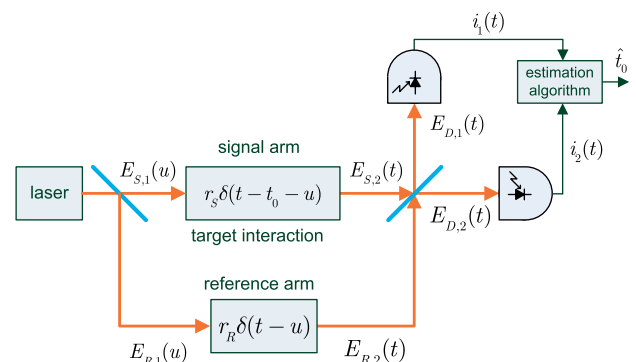 i₁(t)
estimation
algorithm
t̂₀
E_{D,1}(t)
i₂(t)
signal arm
laser
E_{S,1}(u)
r_S δ(t − t₀ − u)
E_{S,2}(t)
E_{D,2}(t)
target interaction
reference arm
r_R δ(t − u)
E_{R,1}(u)
E_{R,2}(t)